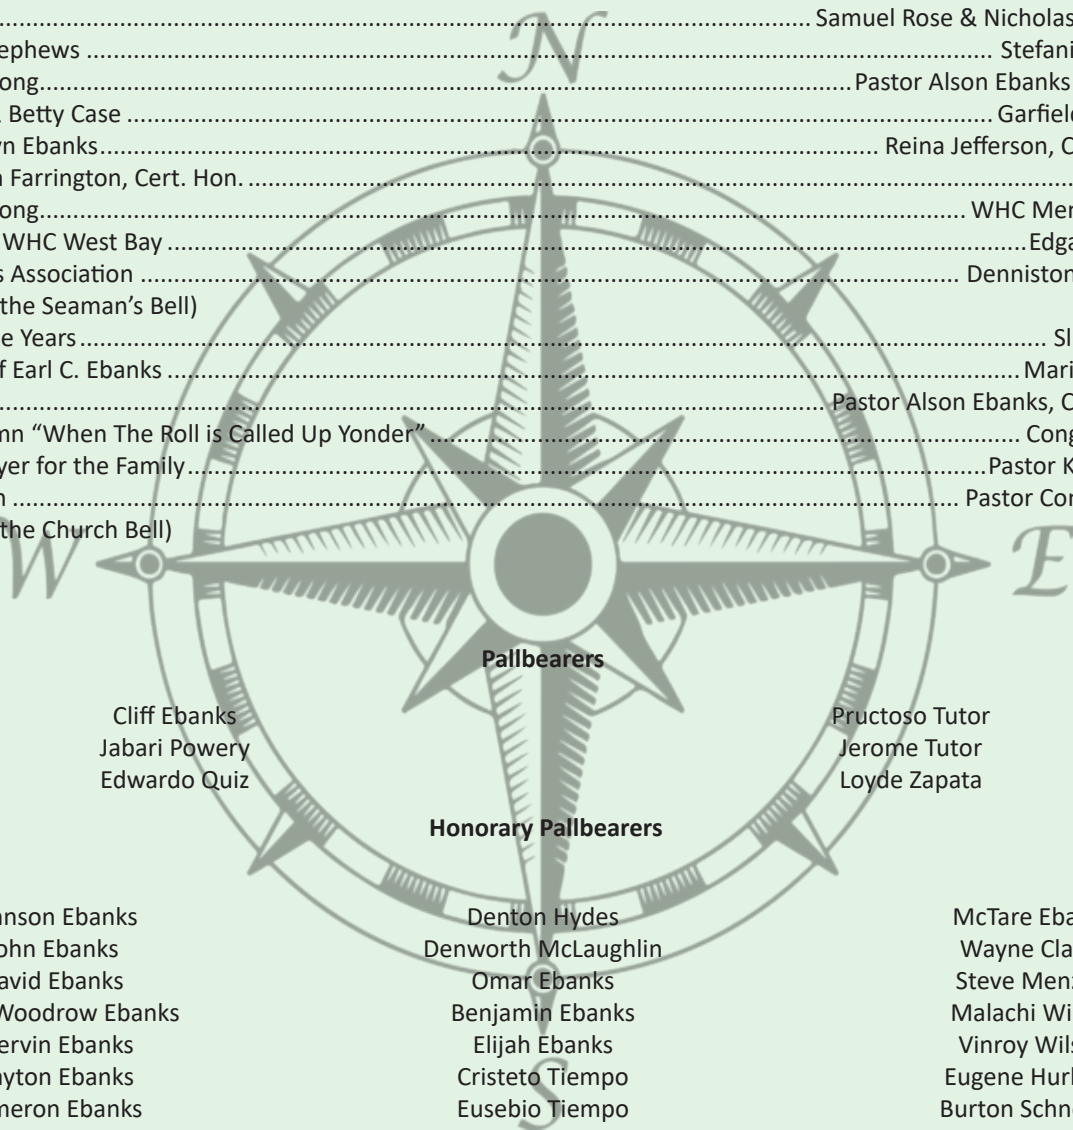 ........ Samuel Rose & Nicholas
ephews ........ Stefani
ong........ Pastor Alson Ebanks
. Betty Case ........ Garfield
yn Ebanks........ Reina Jefferson, C
n Farrington, Cert. Hon. ........
ong........ WHC Mer
WHC West Bay ........ Edga
s Association ........ Denniston
the Seaman’s Bell)
e Years........ Sl
f Earl C. Ebanks ........ Mari
........ Pastor Alson Ebanks, C
mn “When The Roll is Called Up Yonder”........ Cong
yer for the Family........ Pastor K
n ........ Pastor Cor
the Church Bell)
N
W
E
S
Pallbearers
Cliff Ebanks
Jabari Powery
Edwardo Quiz
Pructoso Tutor
Jerome Tutor
Loyde Zapata
Honorary Pallbearers
nson Ebanks
ohn Ebanks
avid Ebanks
Woodrow Ebanks
ervin Ebanks
ayton Ebanks
meron Ebanks
Denton Hydes
Denworth McLaughlin
Omar Ebanks
Benjamin Ebanks
Elijah Ebanks
Cristeto Tiempo
Eusebio Tiempo
McTare Eba
Wayne Cla
Steve Menz
Malachi Wi
Vinroy Wils
Eugene Hurl
Burton Schne